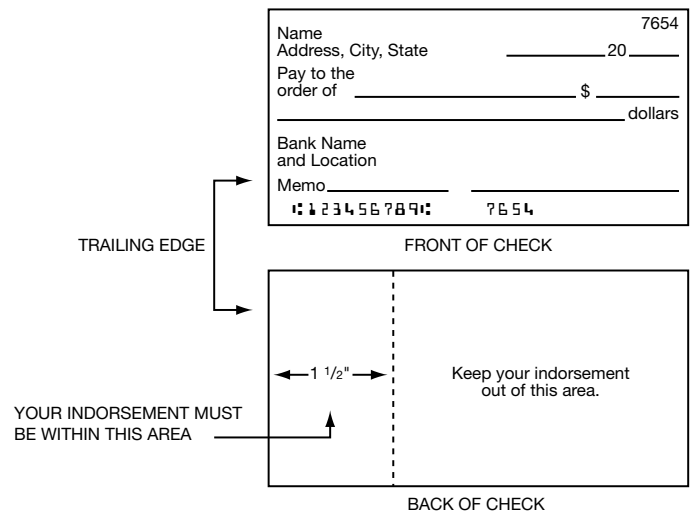 7654
Name
Address, City, State 20
Pay to the
order of $
dollars
Bank Name
and Location
Memo
⑆123456789⑆ 7654
TRAILING EDGE
FRONT OF CHECK
1 1/2"
Keep your indorsement
out of this area.
YOUR INDORSEMENT MUST
BE WITHIN THIS AREA
BACK OF CHECK